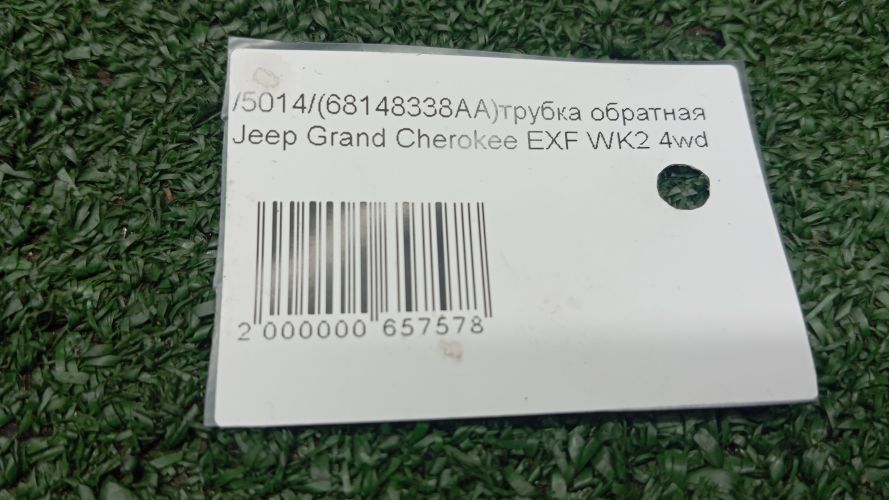 /5014/(68148338AA)трубка обратная
Jeep Grand Cherokee EXF WK2 4wd
2 000000 657578